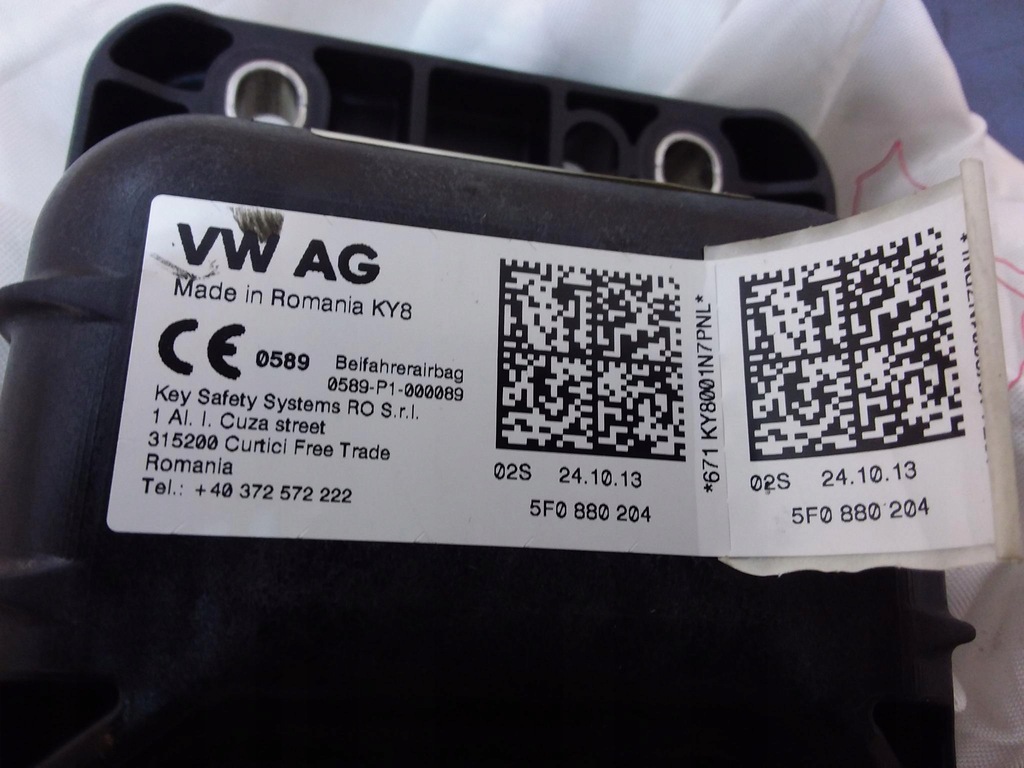 VW AG
Made in Romania KY8
CE 0589 Beifahrerairbag
0589-P1-000089
Key Safety Systems RO S.r.l.
1 Al. I. Cuza street
315200 Curtici Free Trade
Romania
Tel.: +40 372 572 222
02S 24.10.13
5F0 880 204
*671 KY8001N7PNL*
02S 24.10.13
5F0 880 204